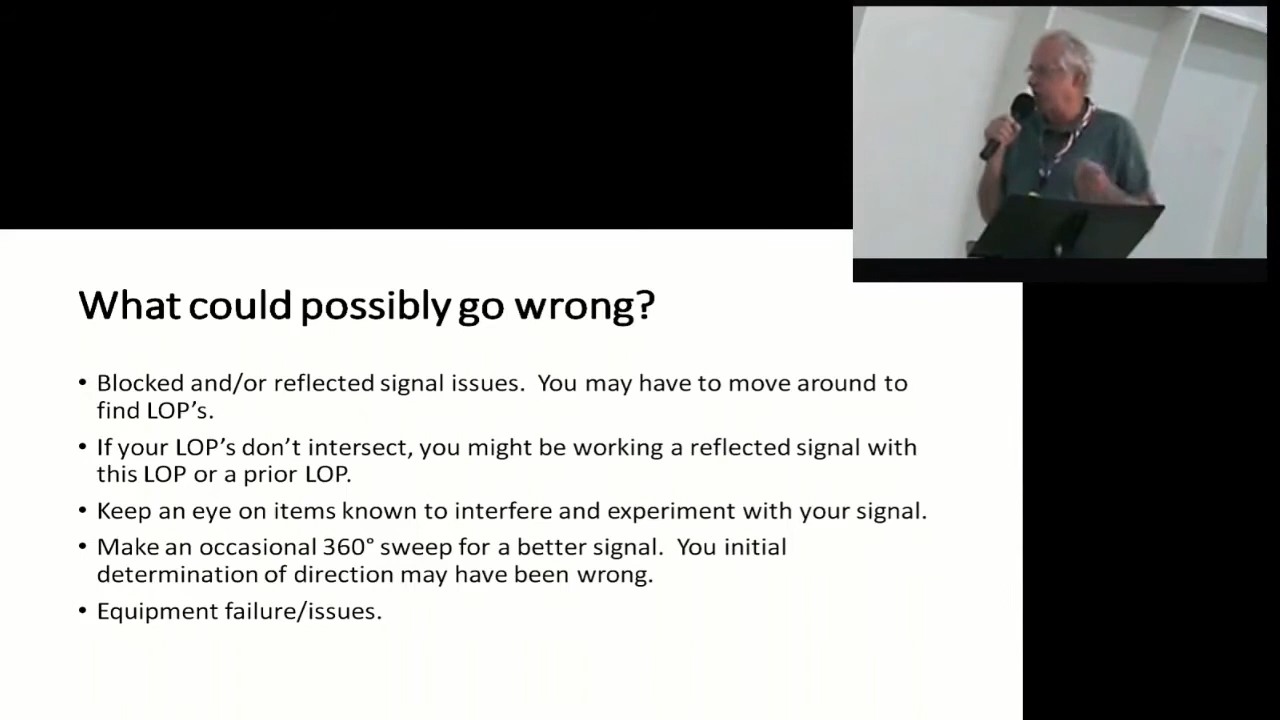 What could possibly go wrong?
• Blocked and/or reflected signal issues.  You may have to move around to
find LOP’s.
• If your LOP’s don’t intersect, you might be working a reflected signal with
this LOP or a prior LOP.
• Keep an eye on items known to interfere and experiment with your signal.
• Make an occasional 360° sweep for a better signal.  You initial
determination of direction may have been wrong.
• Equipment failure/issues.